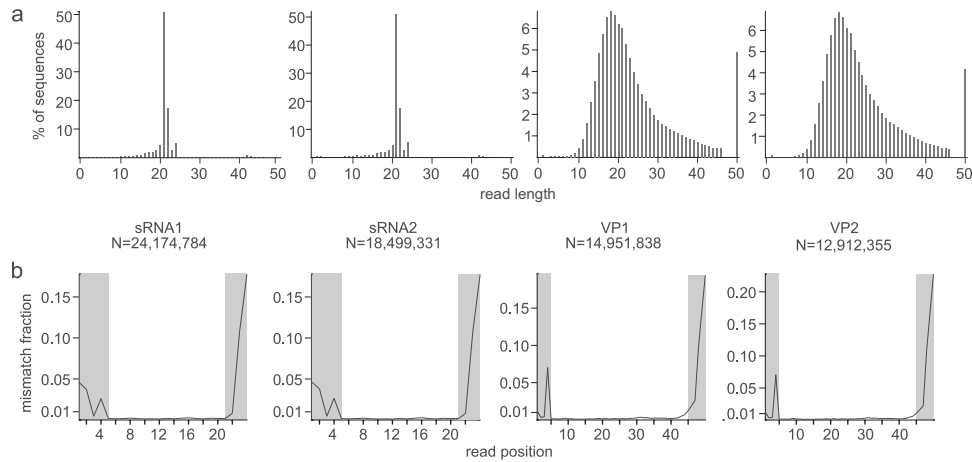 a
% of sequences
50
40
30
20
10
0 10 20 30 40 50
50
40
30
20
10
0 10 20 30 40 50
6
5
4
3
2
1
0 10 20 30 40 50
6
5
4
3
2
1
0 10 20 30 40 50
read length
sRNA1
N=24,174,784
sRNA2
N=18,499,331
VP1
N=14,951,838
VP2
N=12,912,355
b
mismatch fraction
0.15
0.10
0.05
0.01
4 8 12 16 20
0.15
0.10
0.05
0.01
4 8 12 16 20
0.15
0.10
0.05
0.01
10 20 30 40
0.20
0.15
0.10
0.05
0.01
10 20 30 40
read position